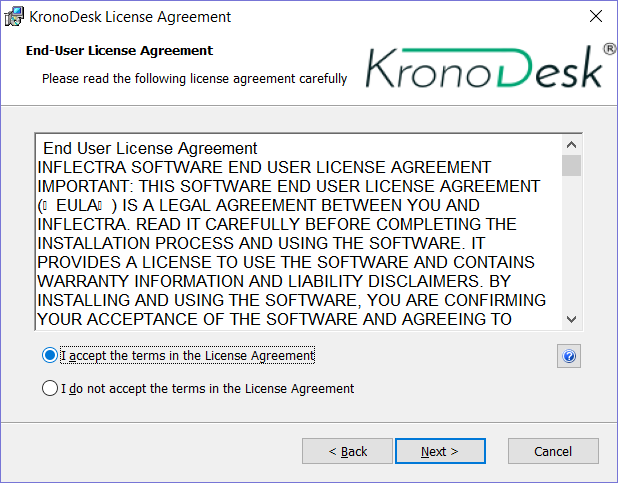 KronoDesk License Agreement
End-User License Agreement
Please read the following license agreement carefully
KronoDesk®
End User License Agreement
INFLECTRA SOFTWARE END USER LICENSE AGREEMENT
IMPORTANT: THIS SOFTWARE END USER LICENSE AGREEMENT
(▯ EULA▯ ) IS A LEGAL AGREEMENT BETWEEN YOU AND
INFLECTRA. READ IT CAREFULLY BEFORE COMPLETING THE
INSTALLATION PROCESS AND USING THE SOFTWARE. IT
PROVIDES A LICENSE TO USE THE SOFTWARE AND CONTAINS
WARRANTY INFORMATION AND LIABILITY DISCLAIMERS. BY
INSTALLING AND USING THE SOFTWARE, YOU ARE CONFIRMING
YOUR ACCEPTANCE OF THE SOFTWARE AND AGREEING TO
I accept the terms in the License Agreement
?
I do not accept the terms in the License Agreement
< Back
Next >
Cancel